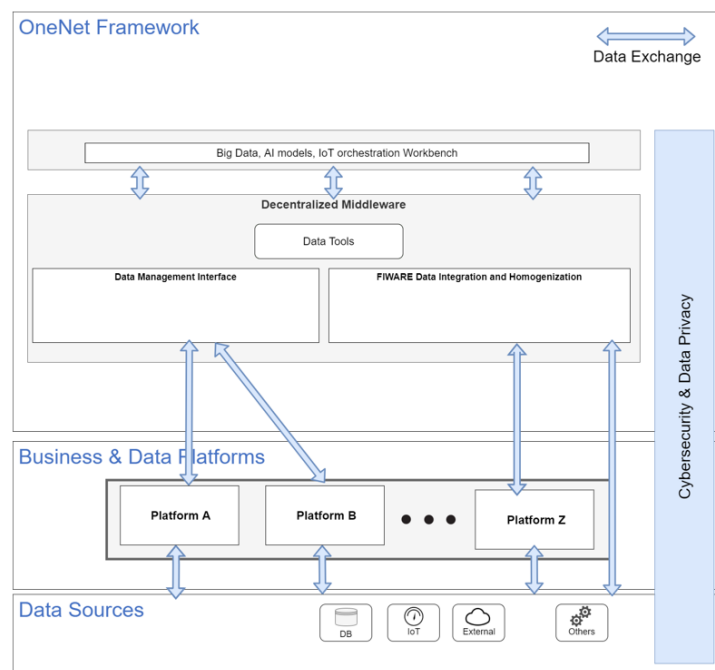 OneNet Framework
Data Exchange
Big Data, AI models, IoT orchestration Workbench
Decentralized Middleware
Data Tools
Data Management Interface
FIWARE Data Integration and Homogenization
Cybersecurity & Data Privacy
Business & Data Platforms
Platform A
Platform B
Platform Z
Data Sources
DB
IoT
External
Others